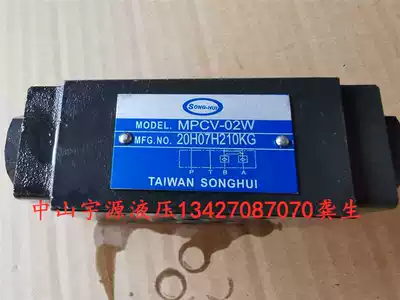 SONG-HUI
MODEL. MPCV-02W
MFG.NO. 20H07H210KG
P T B A
TAIWAN SONGHUI
中山宇源液压13427087070龚生